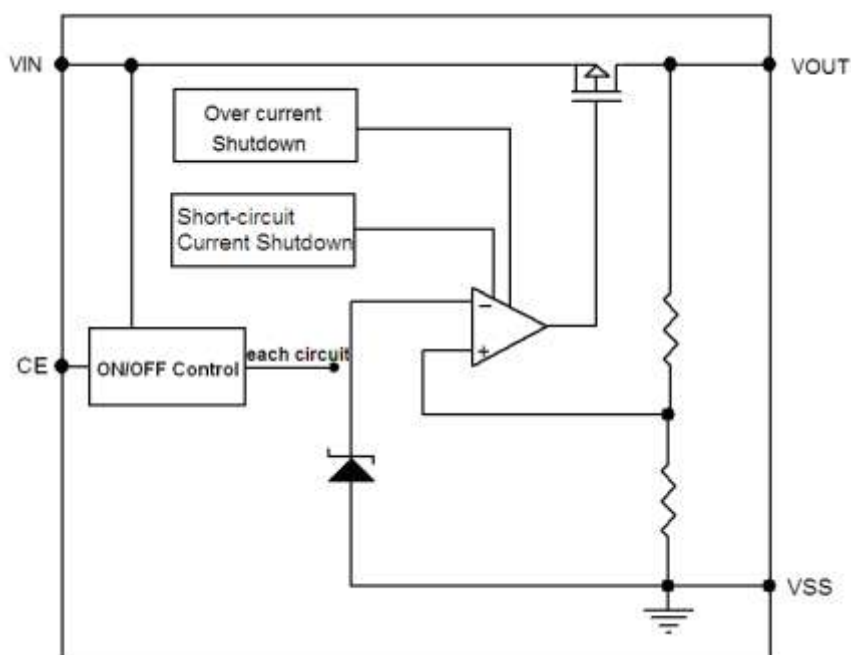 VIN
VOUT
Over current
Shutdown
Short-circuit
Current Shutdown
−
+
CE
ON/OFF Control
each circuit
VSS